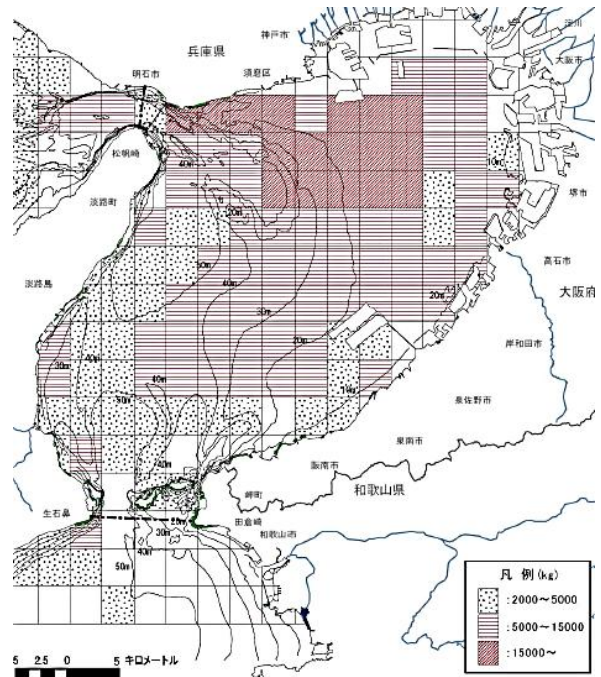 兵庫県
神戸市
淀川
大阪市
明石市
須磨区
松帆崎
40m
10m
淡路町
堺市
20m
50m
高石市
淡路島
40m
大阪府
20m
30m
20m
岸和田市
30m
40m
40m
10m
50m
泉佐野市
泉南市
阪南市
40m
岬町
和歌山県
生石鼻
20m
田倉崎
30m
和歌山市
40m
50m
凡 例(kg)
:2000~5000
:5000~15000
:15000~
5 2.5 0 5 キロメートル